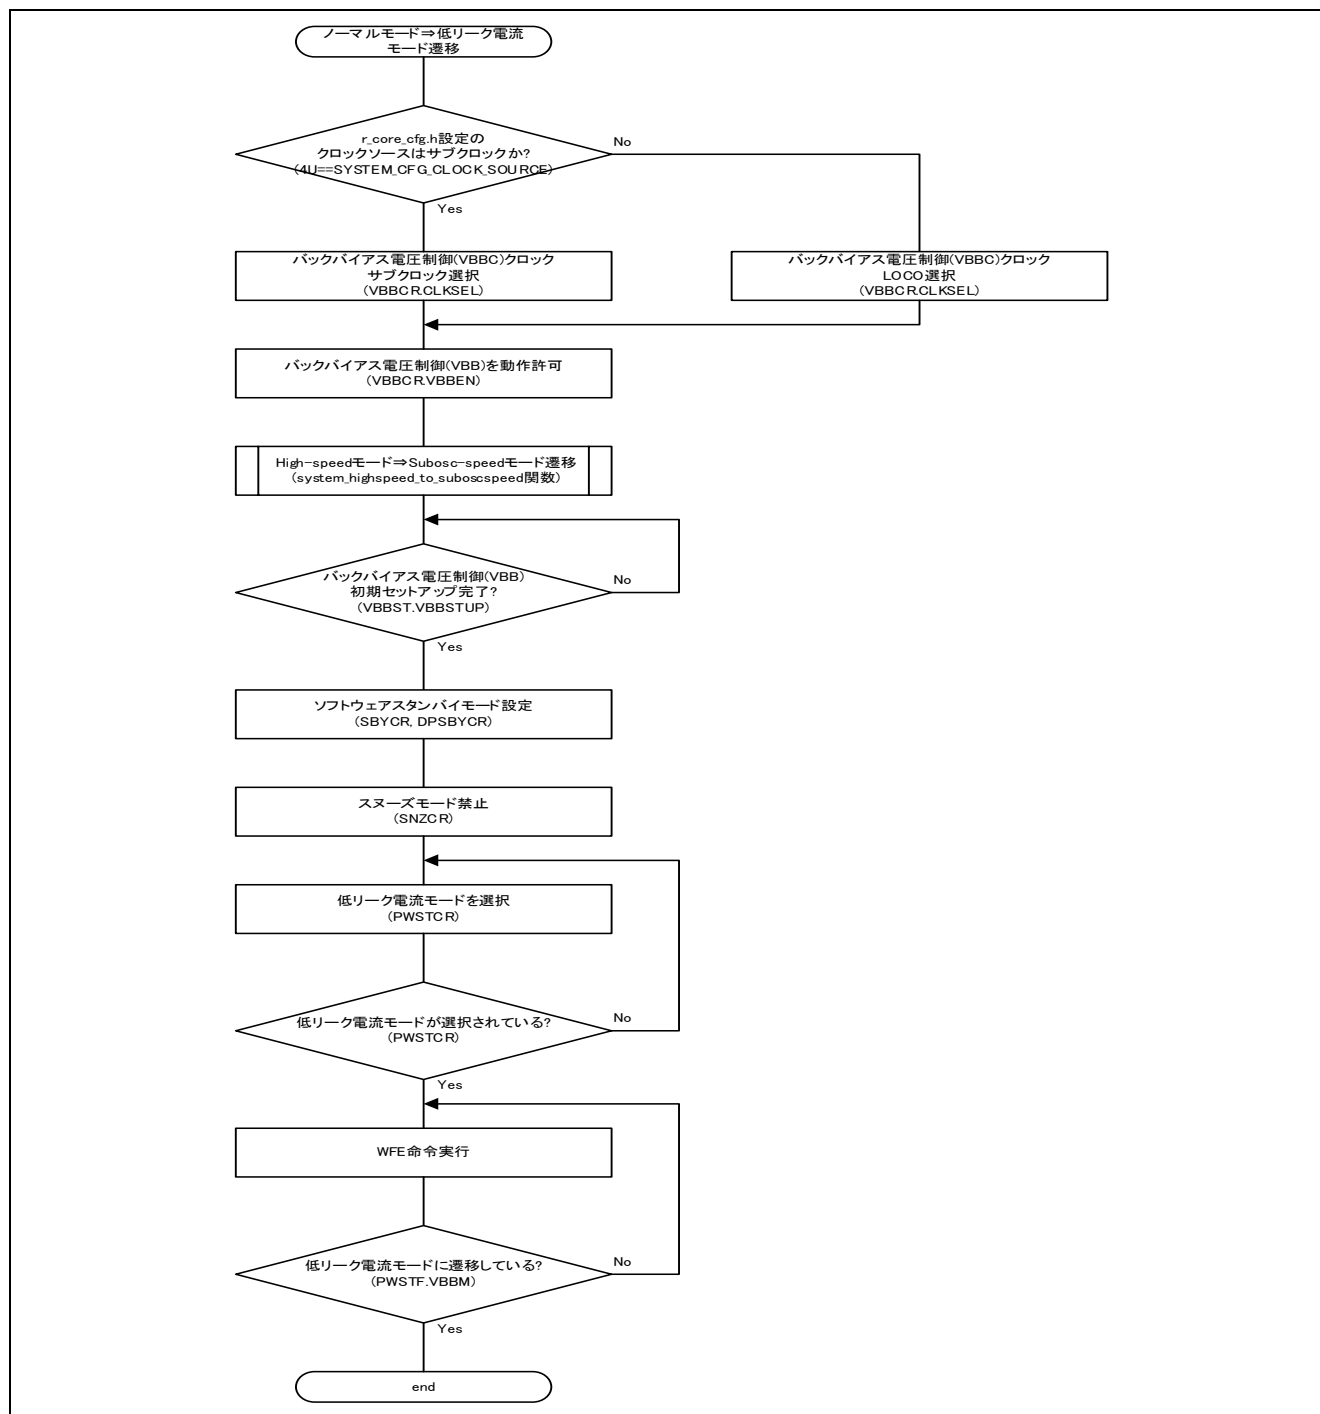 ノーマルモード⇒低リーク電流
モード遷移
r_core_cfg.h設定の
クロックソースはサブクロックか?
(4U==SYSTEM_CFG_CLOCK_SOURCE)
No
Yes
バックバイアス電圧制御(VBBC)クロック
サブクロック選択
(VBBCR.CLKSEL)
バックバイアス電圧制御(VBBC)クロック
LOCO選択
(VBBCR.CLKSEL)
バックバイアス電圧制御(VBB)を動作許可
(VBBCR.VBBEN)
High-speedモード⇒Subosc-speedモード遷移
(system_highspeed_to_suboscspeed関数)
バックバイアス電圧制御(VBB)
初期セットアップ完了?
(VBBST.VBBSTUP)
No
Yes
ソフトウェアスタンバイモード設定
(SBYCR, DPSBYCR)
スヌーズモード禁止
(SNZCR)
低リーク電流モードを選択
(PWSTCR)
低リーク電流モードが選択されている?
(PWSTCR)
No
Yes
WFE命令実行
低リーク電流モードに遷移している?
(PWSTF.VBBM)
No
Yes
end